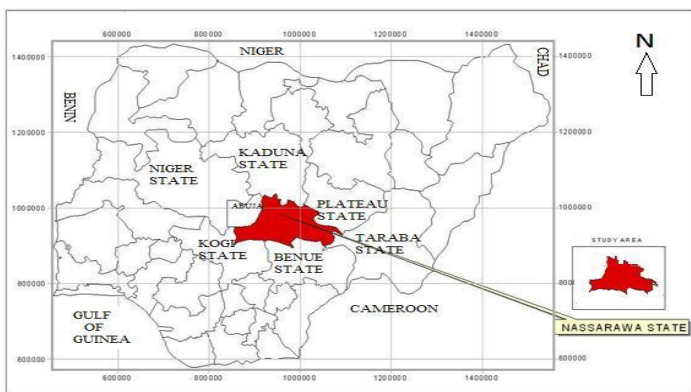 600000 800000 1000000 1200000 1400000
1400000
NIGER
CHAD
1400000
N
BENIN
1200000
1200000
KADUNA
STATE
NIGER
STATE
1000000
ABUJA
PLATEAU
STATE
1000000
KOGI
STATE
TARABA
STATE
BENUE
STATE
STUDY AREA
800000
8000
GULF
OF
GUINEA
CAMEROON
NASSARAWA STATE
600000
600000
600000 800000 1000000 1200000 1400000